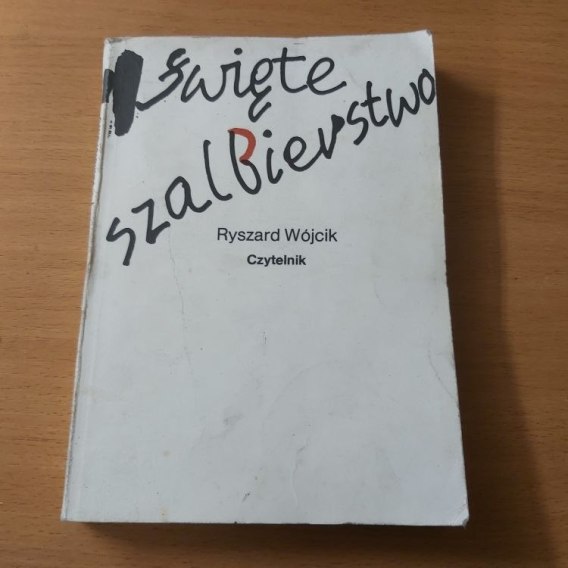 święte
szalBierstwo
Ryszard Wójcik
Czytelnik